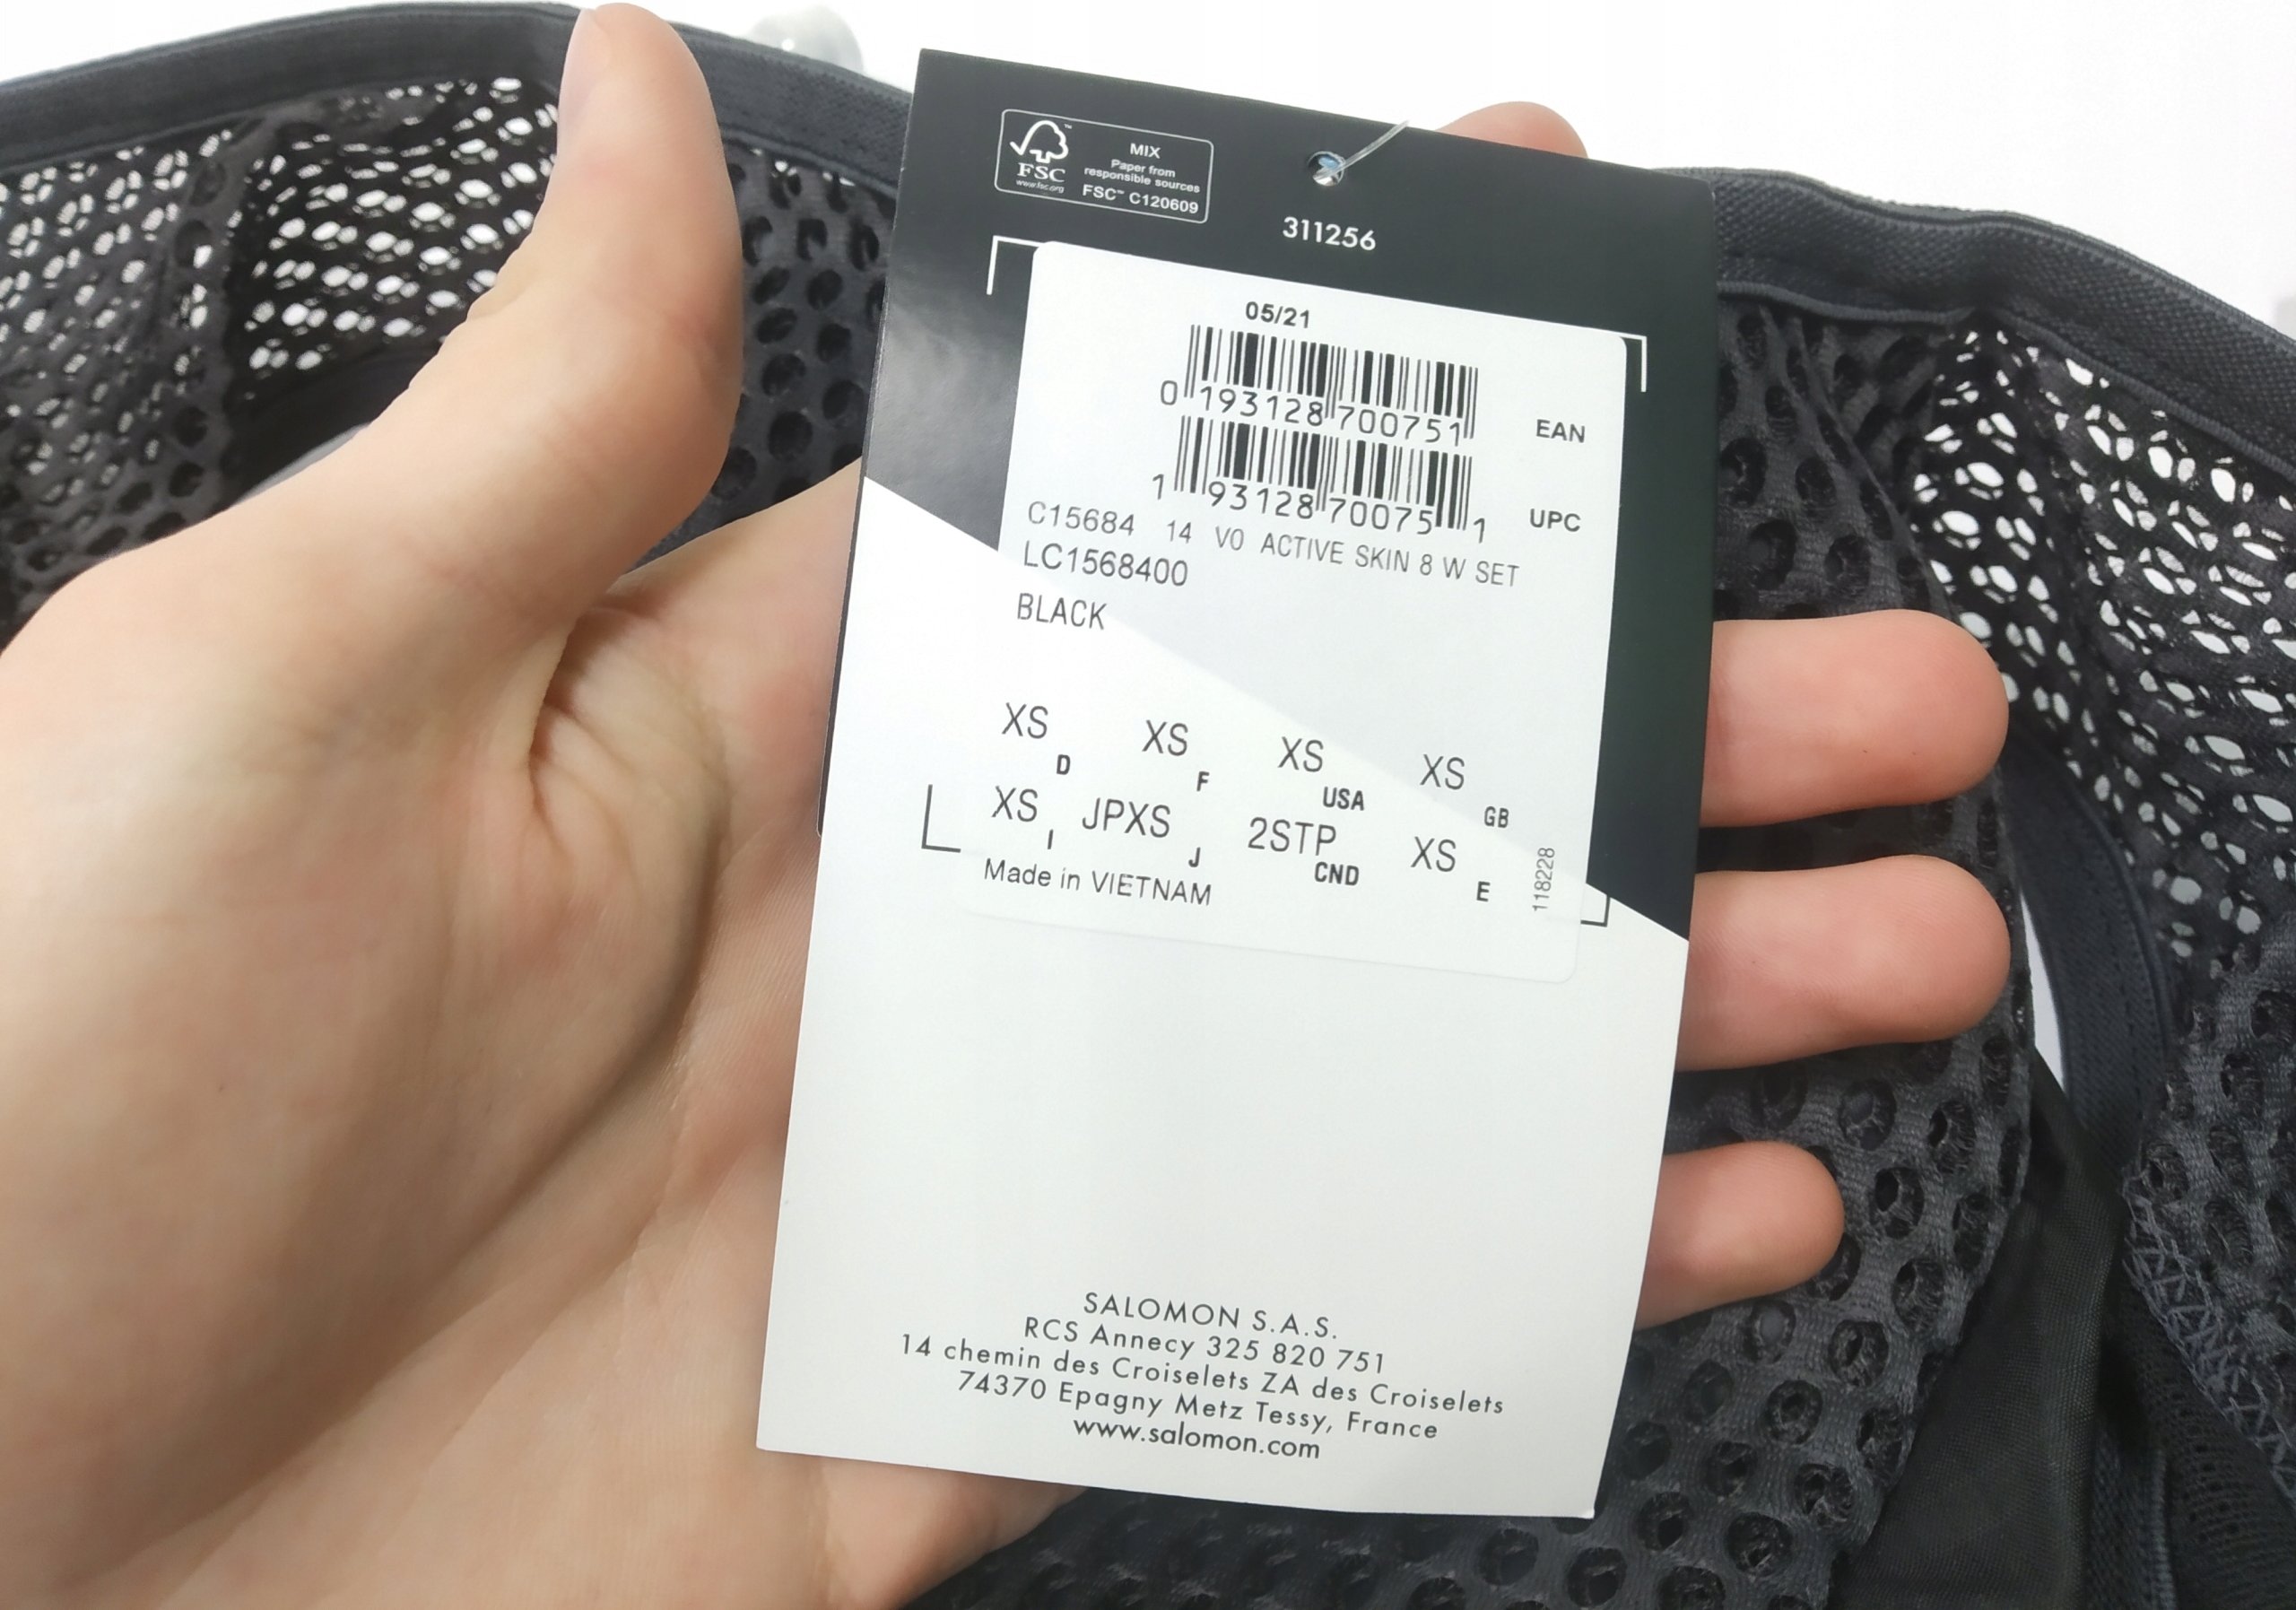 FSC
www.fsc.org
MIX
Paper from
responsible sources
FSC™ C120609
311256
05/21
0 193128 700751
EAN
1 93128 70075 1
UPC
C15684 14 V0 ACTIVE SKIN 8 W SET
LC1568400
BLACK
XS D XS F XS USA XS GB
XS I JPXS J 2STP CND XS E
118228
Made in VIETNAM
SALOMON S.A.S.
RCS Annecy 325 820 751
14 chemin des Croiselets ZA des Croiselets
74370 Epagny Metz Tessy, France
www.salomon.com